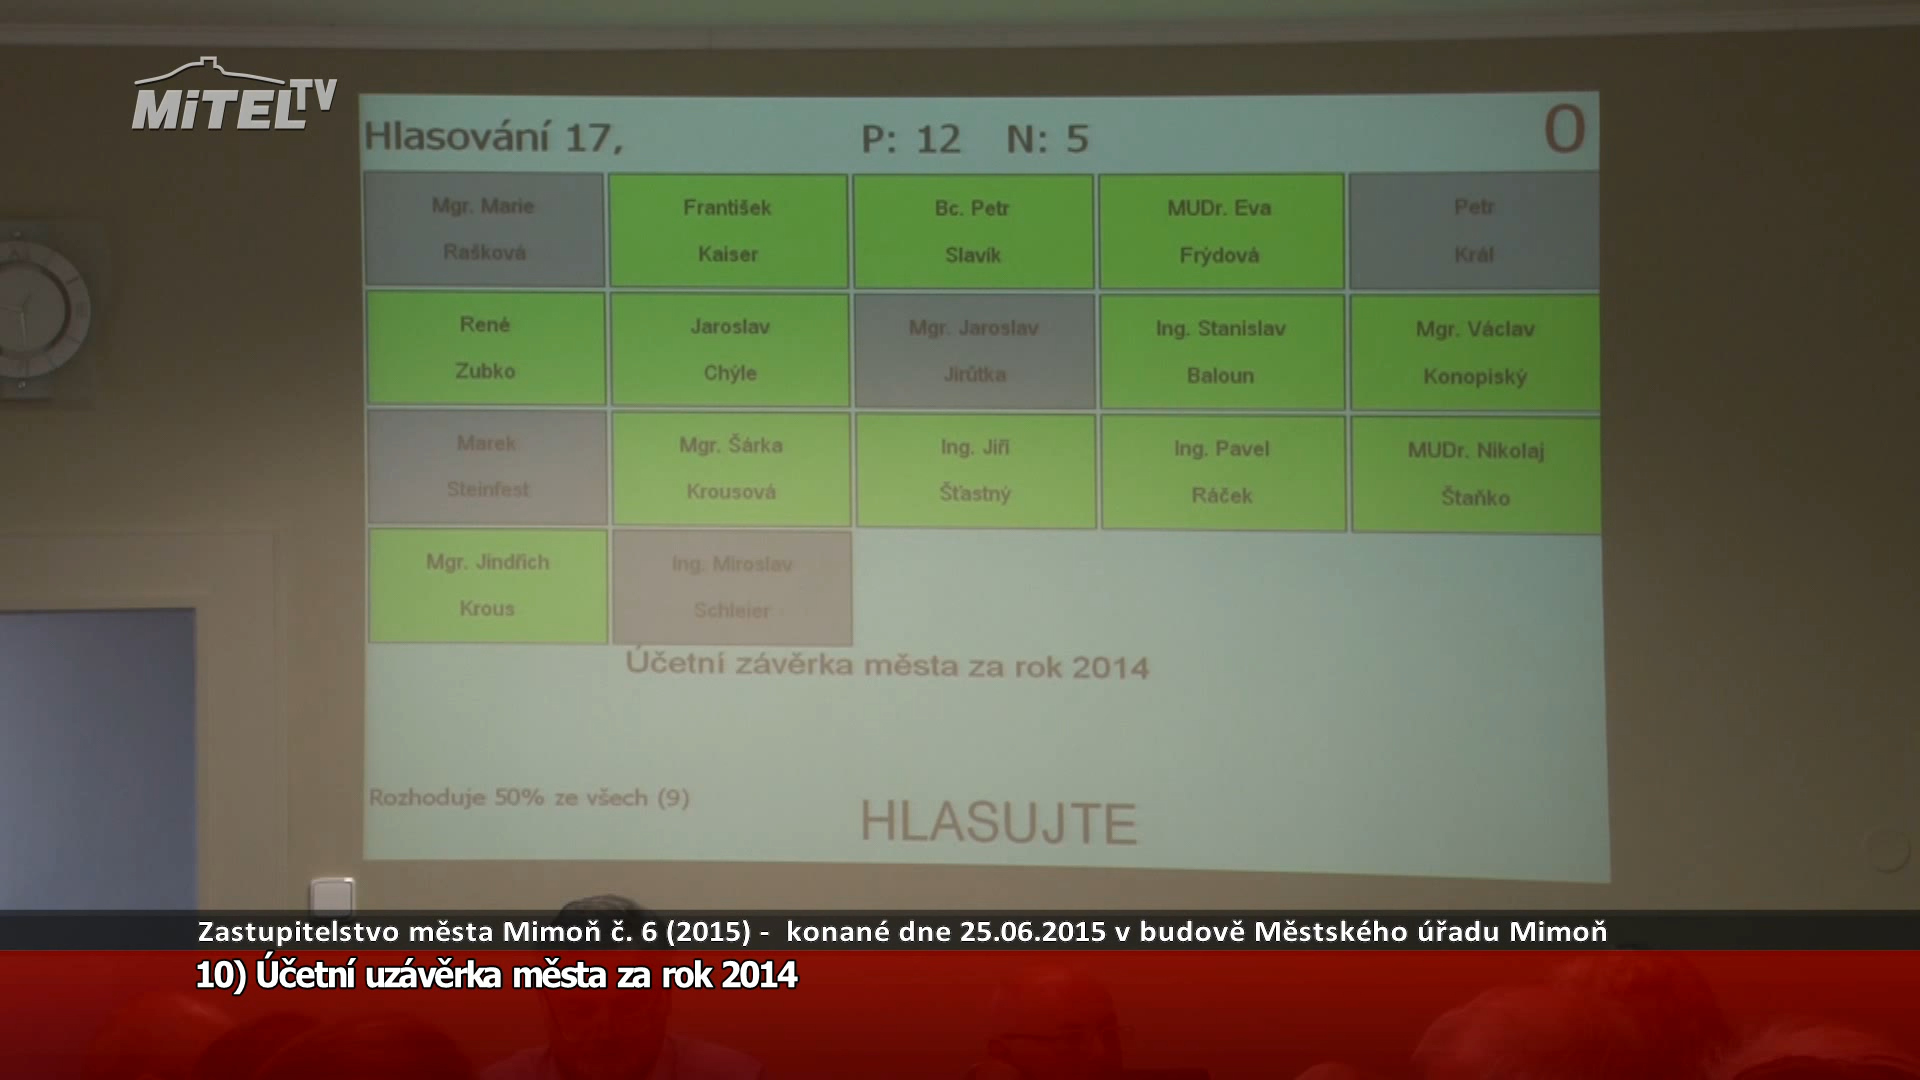 MiTEL TV
Hlasování 17, P: 12 N: 5 0
Mgr. Marie
Rašková
František
Kaiser
Bc. Petr
Slavík
MUDr. Eva
Frýdová
Petr
Král
René
Zubko
Jaroslav
Chýle
Mgr. Jaroslav
Jirůtka
Ing. Stanislav
Baloun
Mgr. Václav
Konopiský
Marek
Steinfest
Mgr. Šárka
Krousová
Ing. Jiří
Šťastný
Ing. Pavel
Ráček
MUDr. Nikolaj
Štaňko
Mgr. Jindřich
Krous
Ing. Miroslav
Schleier
Účetní závěrka města za rok 2014
Rozhoduje 50% ze všech (9)
HLASUJTE
Zastupitelstvo města Mimoň č. 6 (2015) - konané dne 25.06.2015 v budově Městského úřadu Mimoň
10) Účetní uzávěrka města za rok 2014